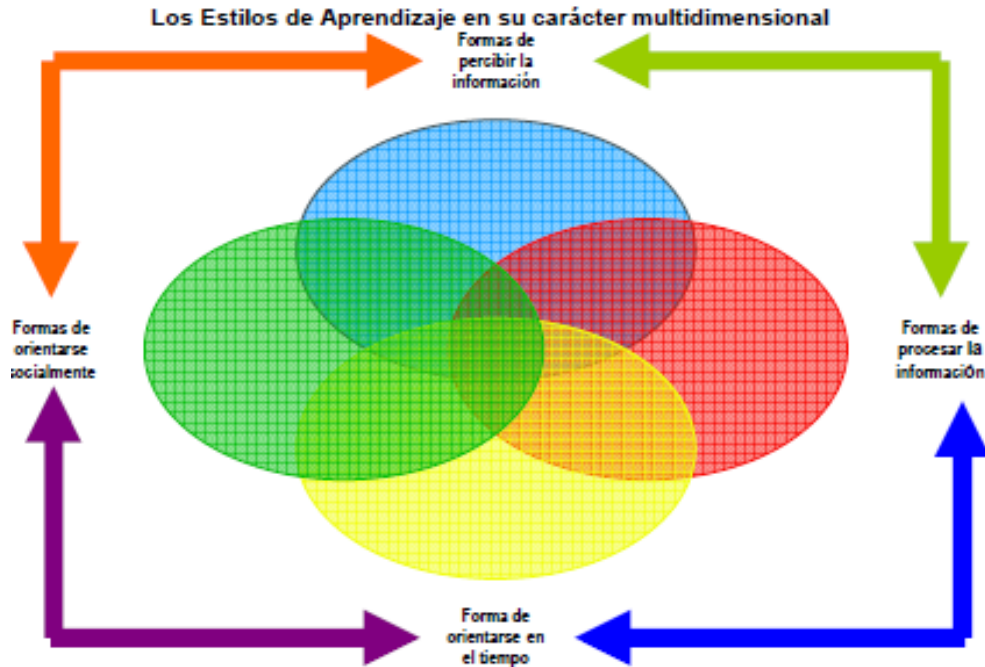 Los Estilos de Aprendizaje en su carácter multidimensional
Formas de
percibir la
información
Formas de
orientarse
socialmente
Formas de
procesar la
información
Forma de
orientarse en
el tiempo